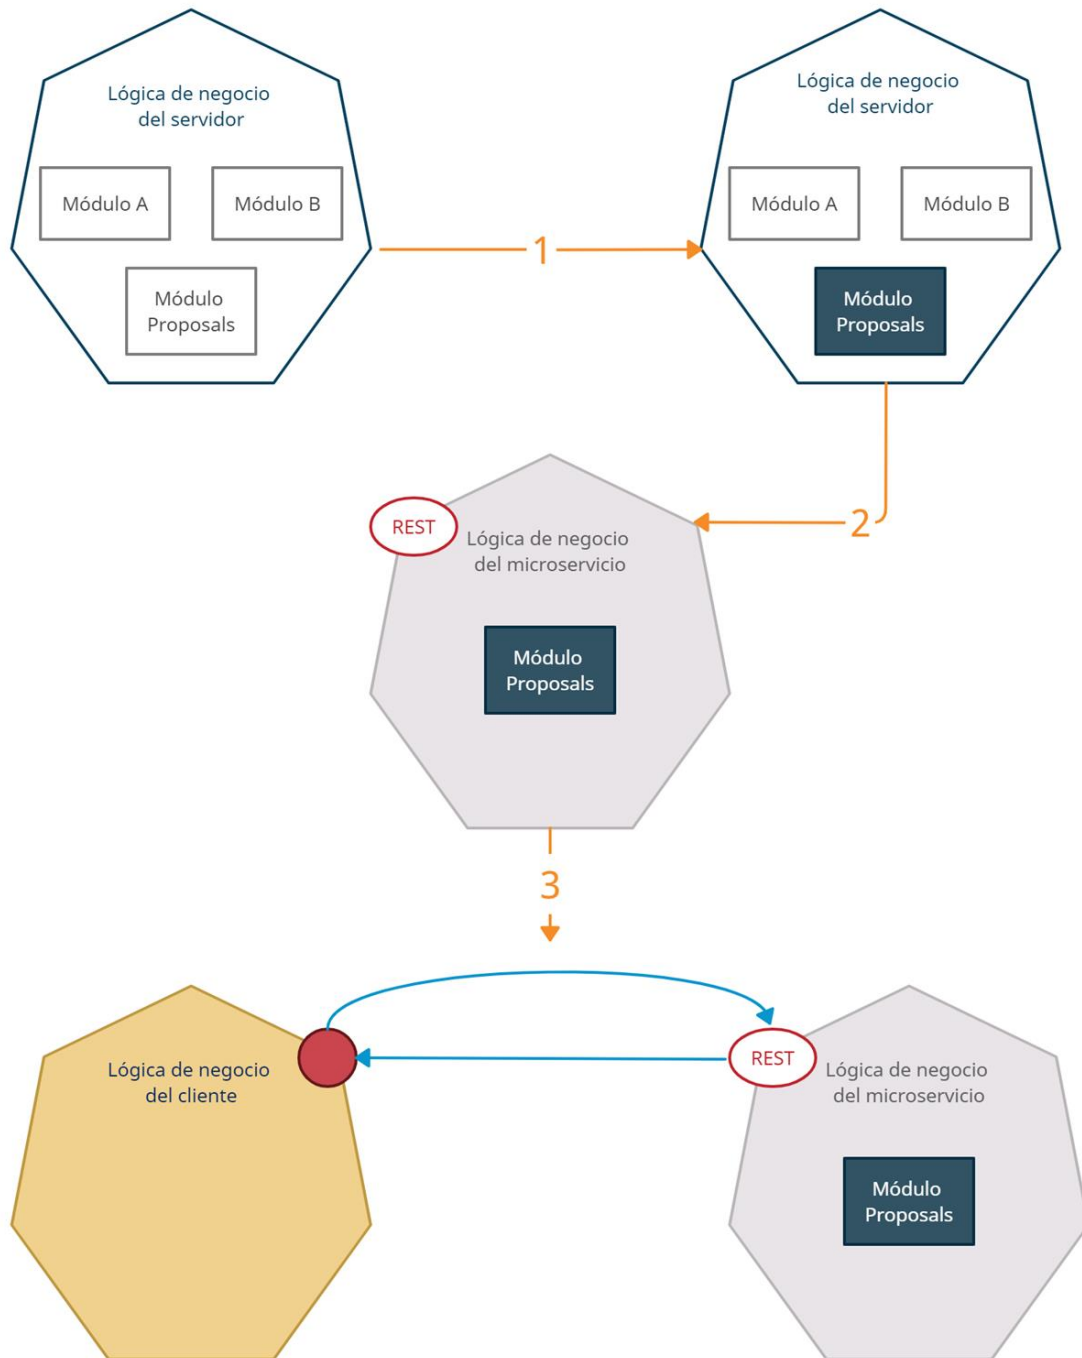 Lógica de negocio
del servidor
Módulo A
Módulo B
Módulo
Proposals
1
Lógica de negocio
del servidor
Módulo A
Módulo B
Módulo
Proposals
2
REST
Lógica de negocio
del microservicio
Módulo
Proposals
3
Lógica de negocio
del cliente
REST
Lógica de negocio
del microservicio
Módulo
Proposals